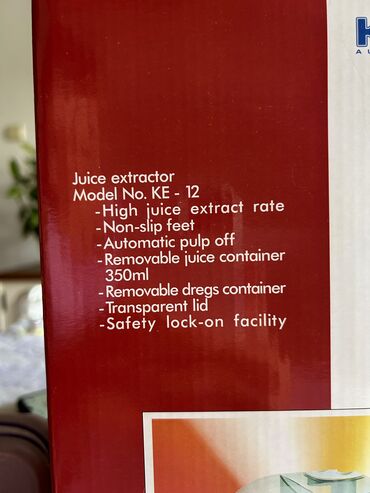 Juice extractor
Model No. KE - 12
-High juice extract rate
-Non-slip feet
-Automatic pulp off
-Removable juice container
350ml
-Removable dregs container
-Transparent lid
-Safety lock-on facility